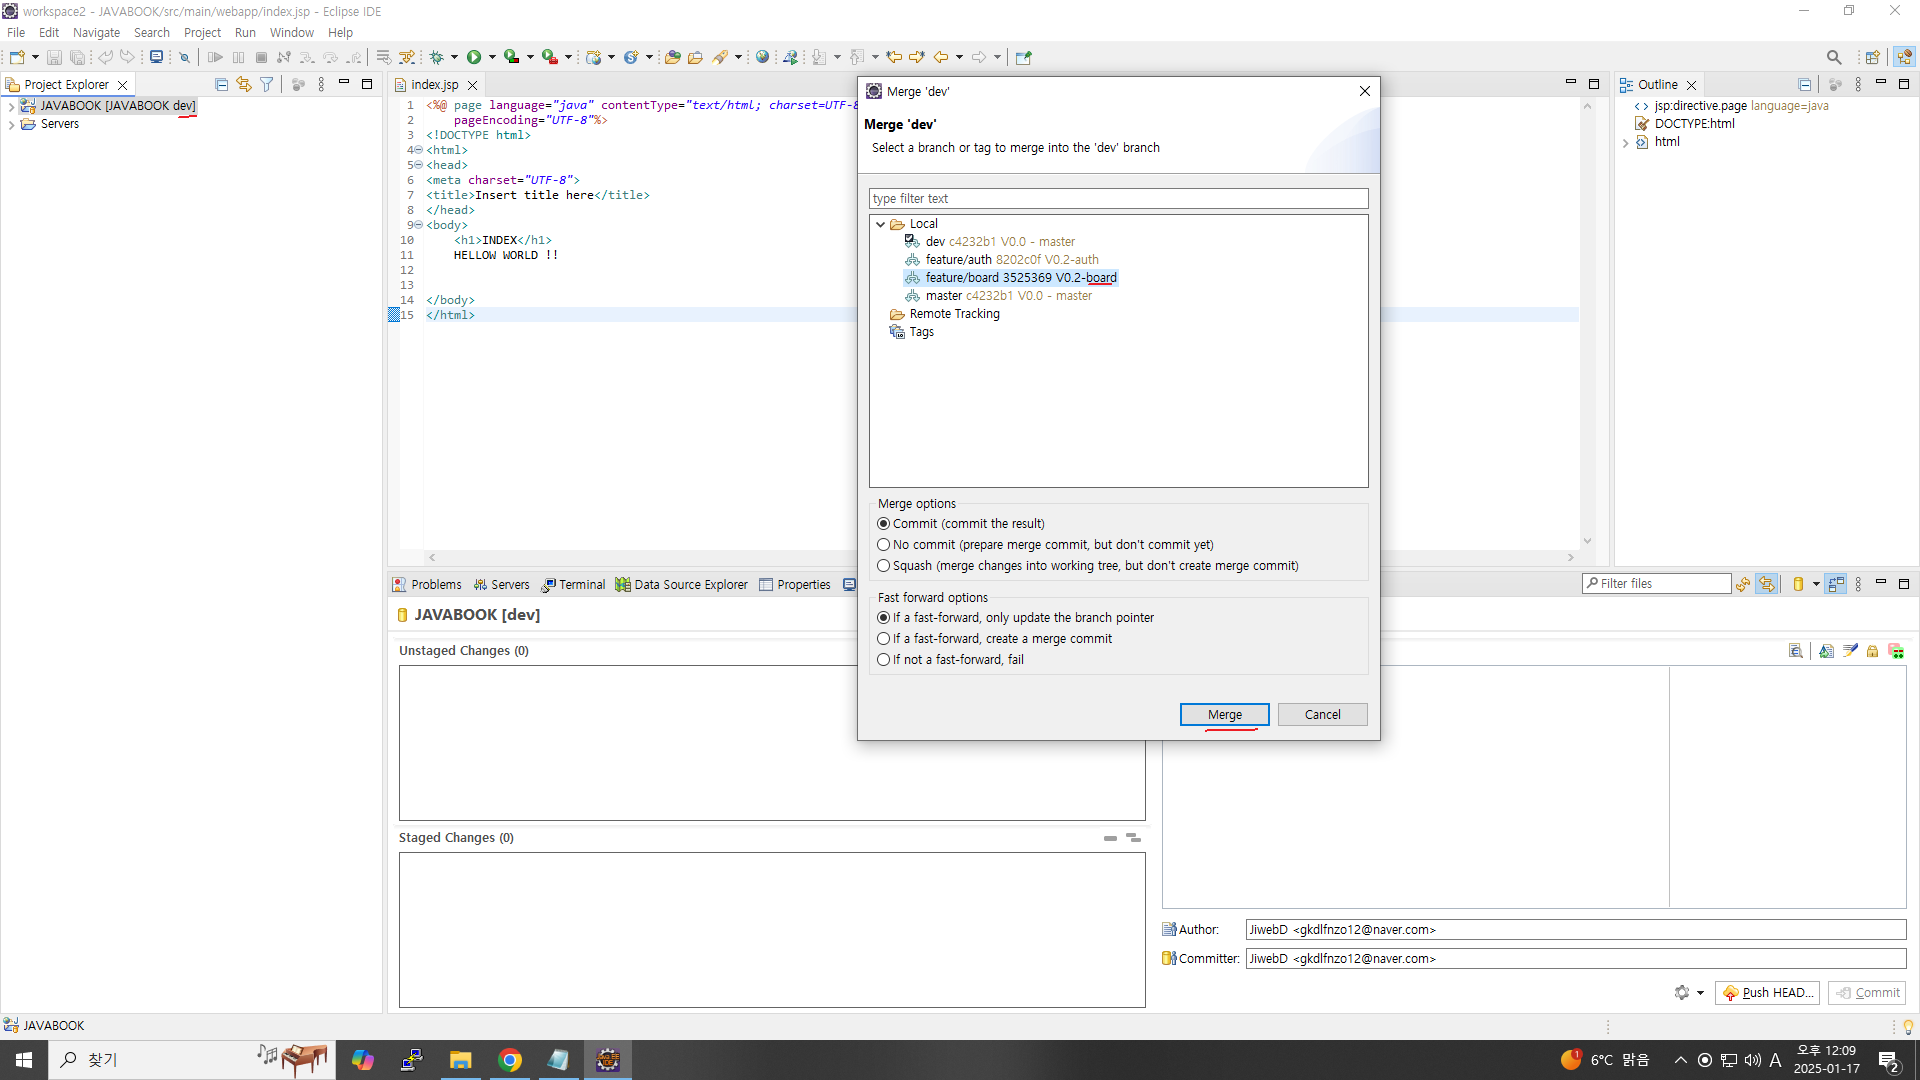 workspace2 - JAVABOOK/src/main/webapp/index.jsp - Eclipse IDE
File Edit Navigate Search Project Run Window Help
Project Explorer
JAVABOOK [JAVABOOK dev]
Servers
index.jsp
1 <%@ page language="java" contentType="text/html; charset=UTF-8
2 pageEncoding="UTF-8"%>
3 <!DOCTYPE html>
4 <html>
5 <head>
6 <meta charset="UTF-8">
7 <title>Insert title here</title>
8 </head>
9 <body>
10 <h1>INDEX</h1>
11 HELLOW WORLD !!
12
13
14 </body>
15 </html>
Merge 'dev'
Merge 'dev'
Select a branch or tag to merge into the 'dev' branch
type filter text
Local
dev c4232b1 V0.0 - master
feature/auth 8202c0f V0.2-auth
feature/board 3525369 V0.2-board
master c4232b1 V0.0 - master
Remote Tracking
Tags
Merge options
Commit (commit the result)
No commit (prepare merge commit, but don't commit yet)
Squash (merge changes into working tree, but don't create merge commit)
Fast forward options
If a fast-forward, only update the branch pointer
If a fast-forward, create a merge commit
If not a fast-forward, fail
Merge Cancel
Outline
jsp:directive.page language=java
DOCTYPE:html
html
Problems Servers Terminal Data Source Explorer Properties
Filter files
JAVABOOK [dev]
Unstaged Changes (0)
Staged Changes (0)
Author: JiwebD <gkdlfnzo12@naver.com>
Committer: JiwebD <gkdlfnzo12@naver.com>
Push HEAD... Commit
JAVABOOK
찾기
1 6°C 맑음
A
오후 12:09
2025-01-17
2